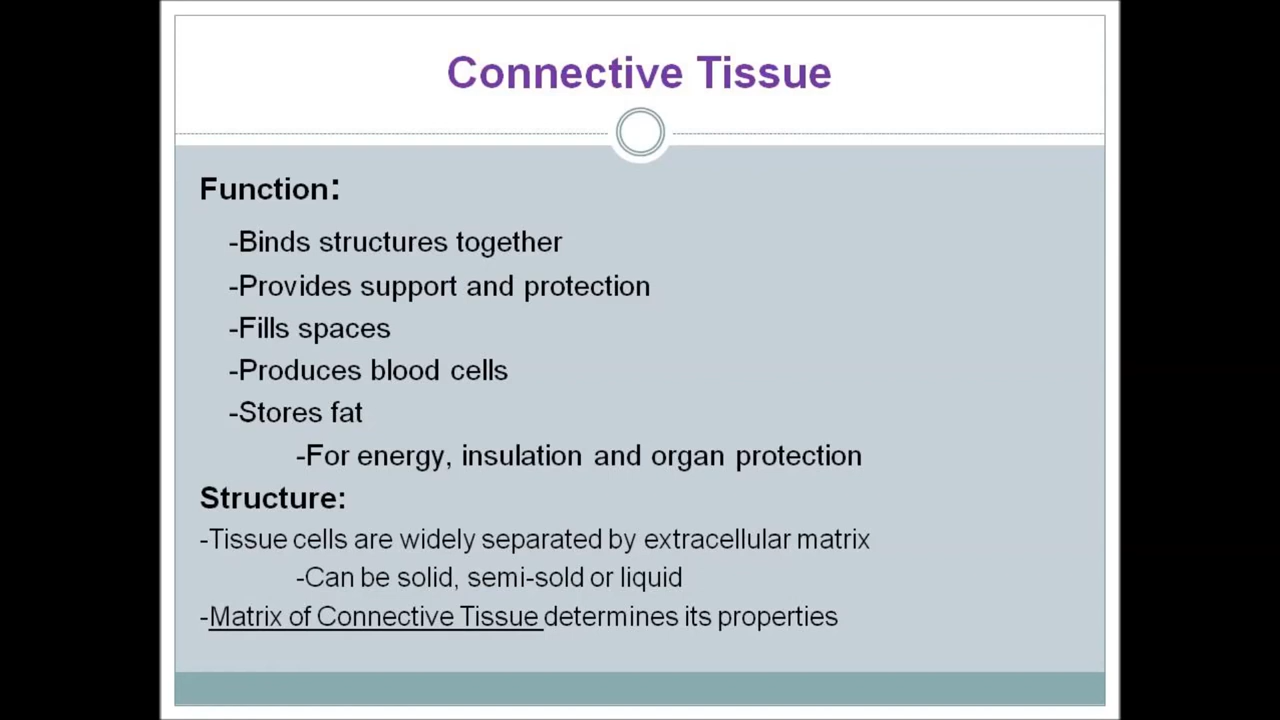 Connective Tissue
Function:
-Binds structures together
-Provides support and protection
-Fills spaces
-Produces blood cells
-Stores fat
-For energy, insulation and organ protection
Structure:
-Tissue cells are widely separated by extracellular matrix
-Can be solid, semi-sold or liquid
-Matrix of Connective Tissue determines its properties